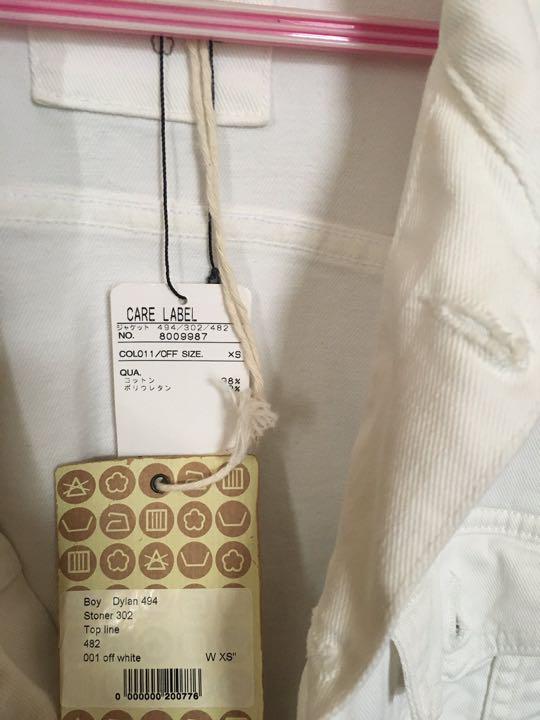 CARE LABEL
ジャケット 494/302/482
NO. 8009987
COL011/OFF SIZE. XS
QUA.
コットン 98%
ポリウレタン %
Boy Dylan 494
Stoner 302
Top line
482
001 off white W XS"
0 000000 200776